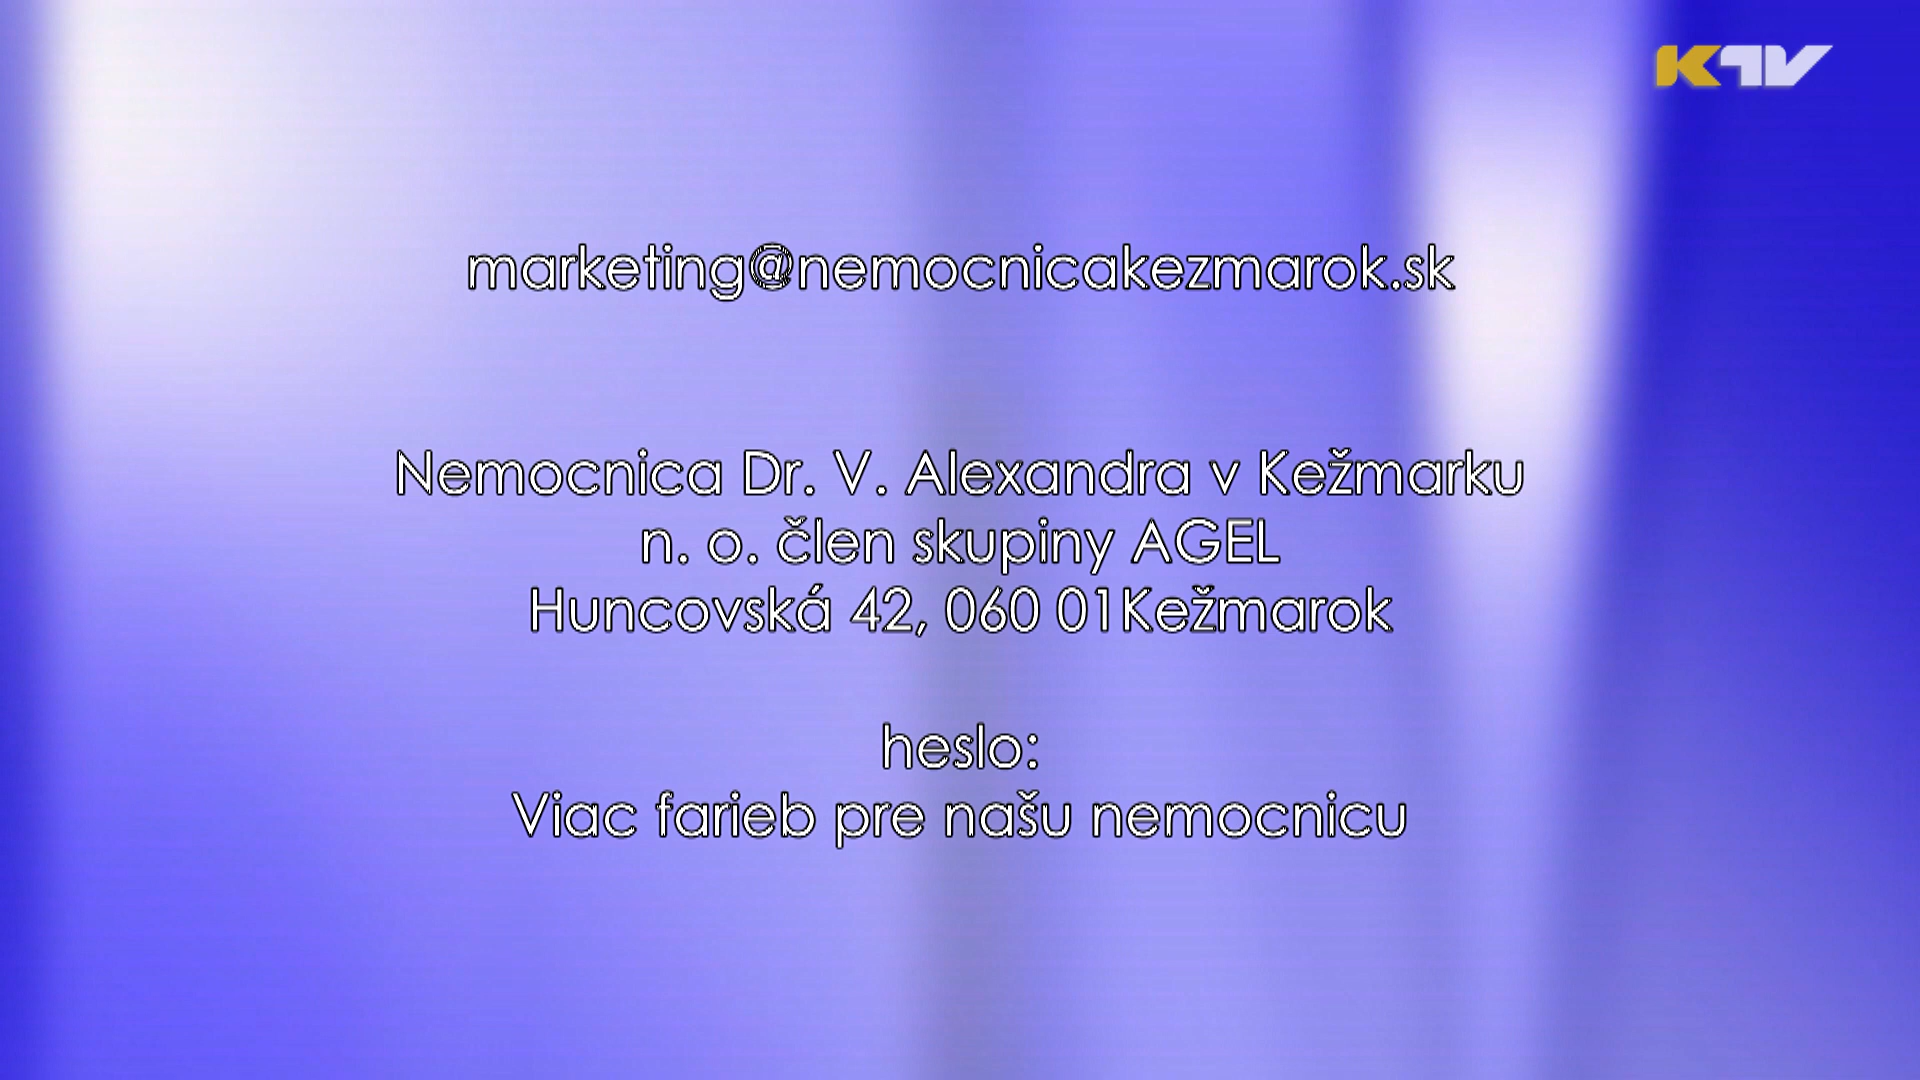 KTV
marketing@nemocnicakezmarok.sk
Nemocnica Dr. V. Alexandra v Kežmarku
n. o. člen skupiny AGEL
Huncovská 42, 060 01Kežmarok
heslo:
Viac farieb pre našu nemocnicu